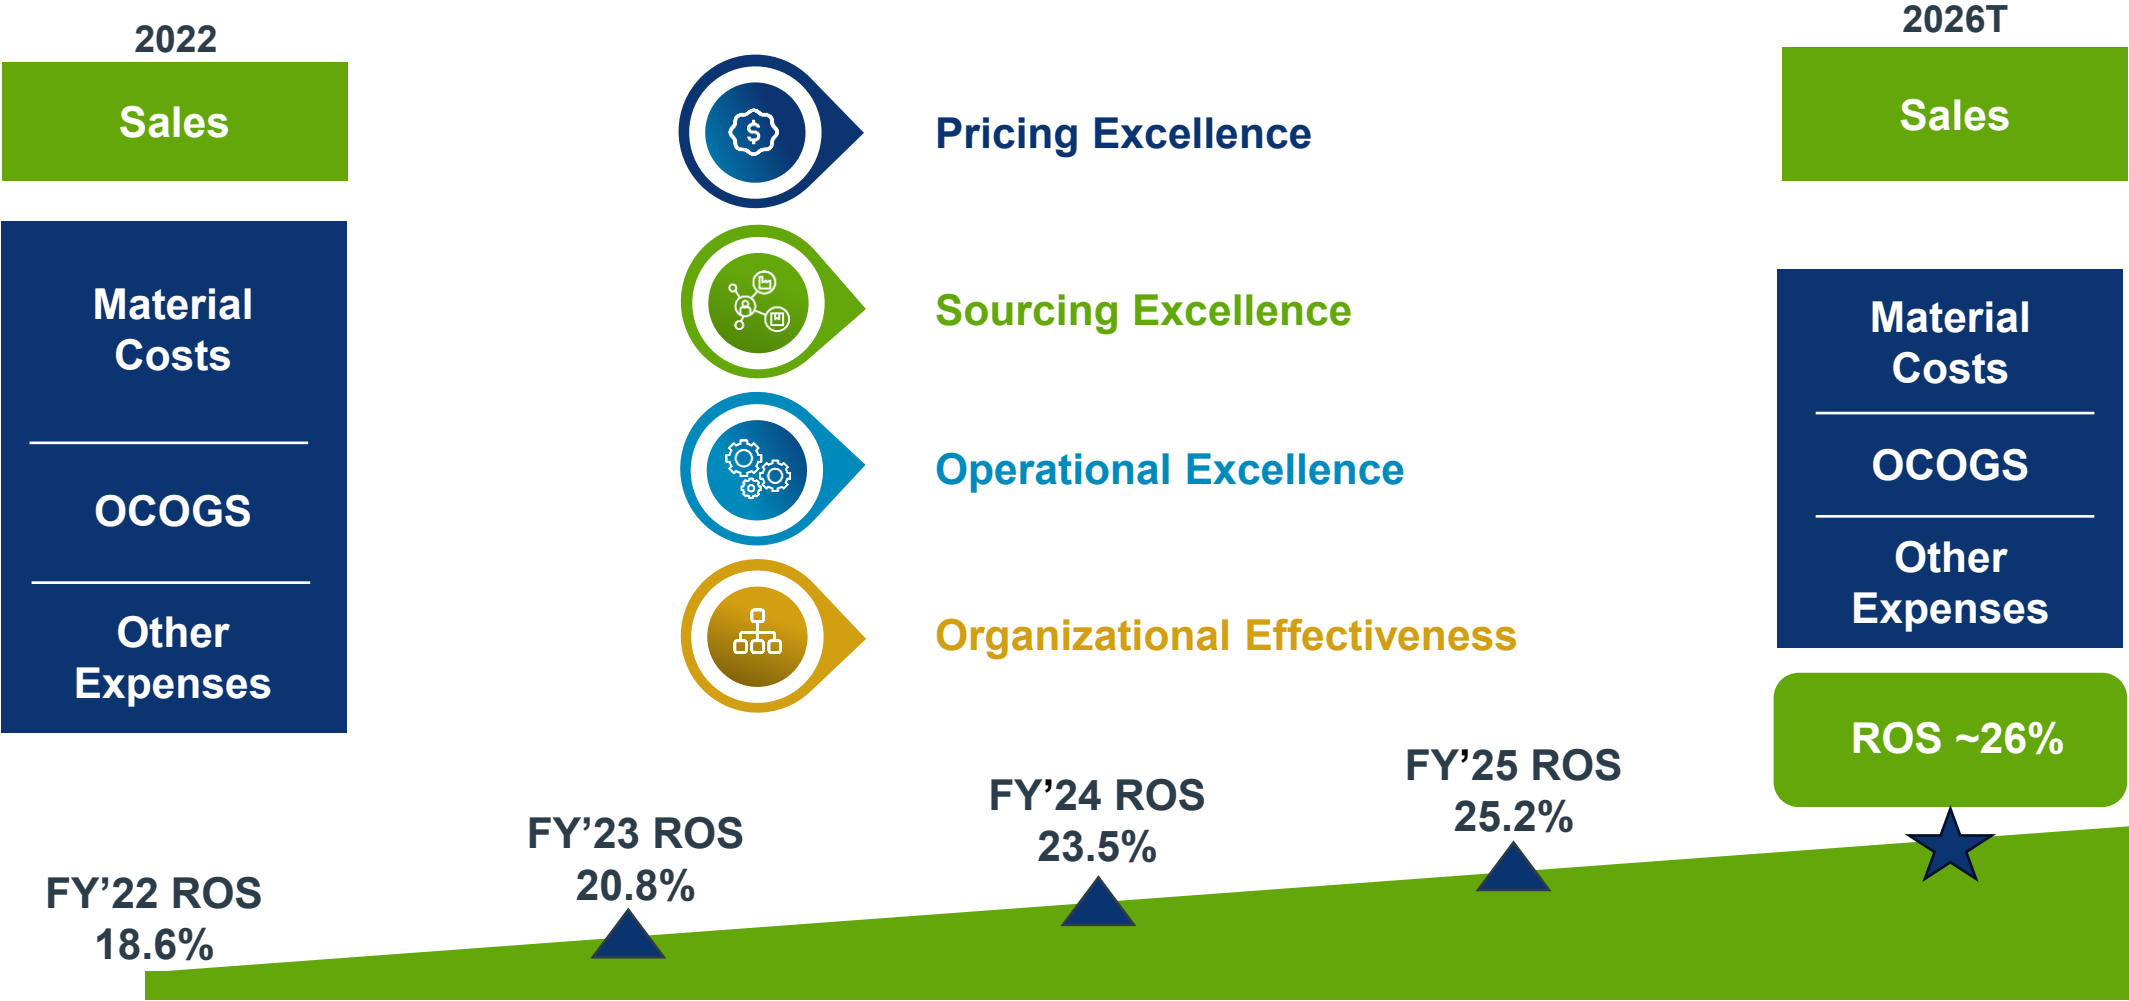 2022
Sales
Material
Costs
OCOGS
Other
Expenses
$
Pricing Excellence
Sourcing Excellence
Operational Excellence
Organizational Effectiveness
2026T
Sales
Material
Costs
OCOGS
Other
Expenses
ROS ~26%
FY’22 ROS
18.6%
FY’23 ROS
20.8%
FY’24 ROS
23.5%
FY’25 ROS
25.2%